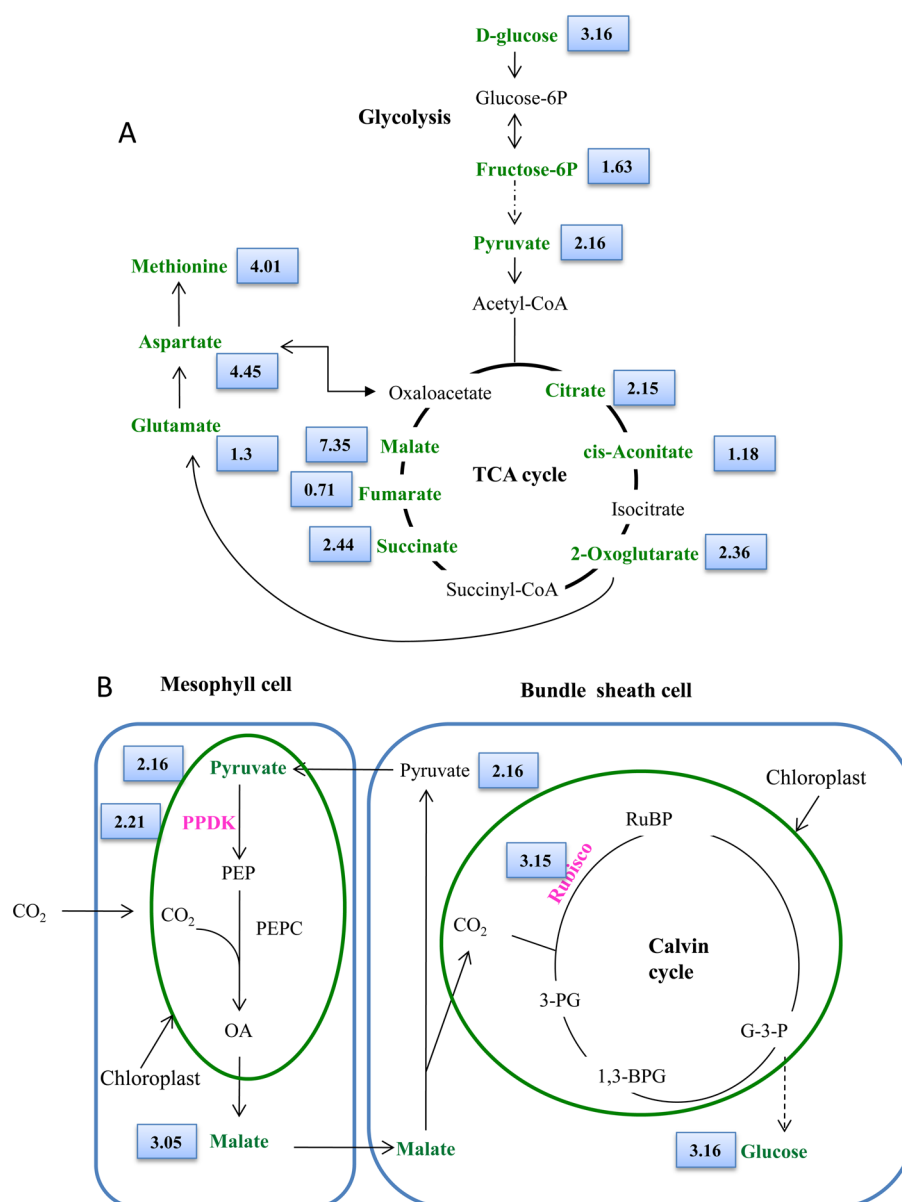 D-glucose 3.16
Glucose-6P
Glycolysis
A
Fructose-6P 1.63
Pyruvate 2.16
Methionine 4.01
Acetyl-CoA
Aspartate
4.45
Oxaloacetate
Citrate 2.15
Glutamate
1.3
7.35 Malate
cis-Aconitate 1.18
TCA cycle
0.71 Fumarate
Isocitrate
2.44 Succinate
2-Oxoglutarate 2.36
Succinyl-CoA
B
Mesophyll cell
Bundle sheath cell
2.16 Pyruvate
2.21 PPDK
PEP
CO2
CO2
PEPC
OA
Chloroplast
3.05 Malate
Pyruvate 2.16
Chloroplast
RuBP
3.15 Rubisco
CO2
Calvin
cycle
3-PG
G-3-P
1,3-BPG
Malate
3.16 Glucose